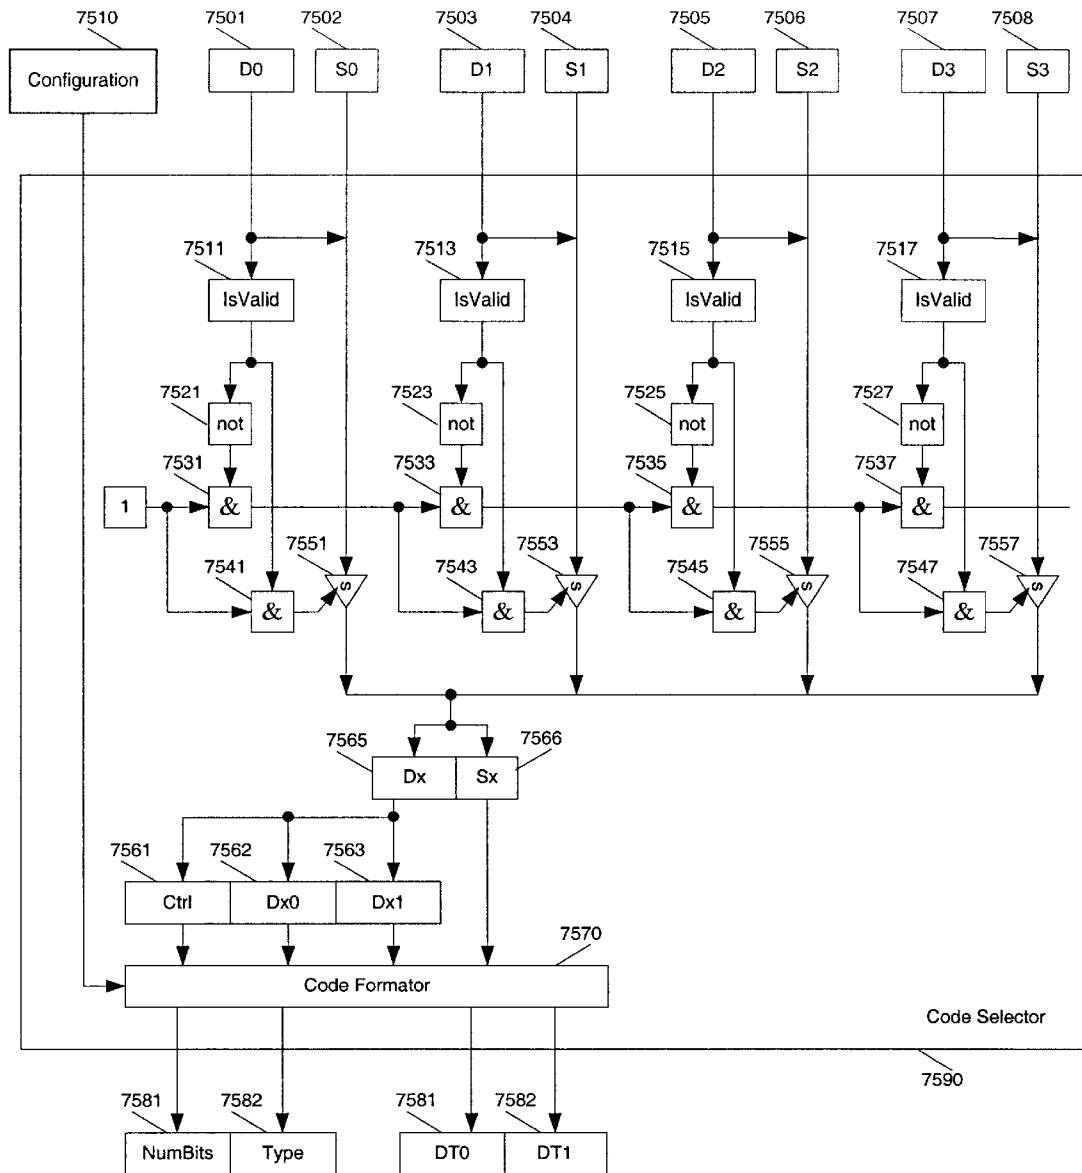 7510 7501 7502 7503 7504 7505 7506 7507 7508
Configuration D0 S0 D1 S1 D2 S2 D3 S3
7511 7513 7515 7517
IsValid IsValid IsValid IsValid
7521 7523 7525 7527
not not not not
7531 7533 7535 7537
1 & & & &
7551 7553 7555 7557
7541 7543 7545 7547
s s s s
& & & &
7565 7566
Dx Sx
7561 7562 7563
Ctrl Dx0 Dx1
7570
Code Formator
Code Selector
7590
7581 7582 7581 7582
NumBits Type DT0 DT1